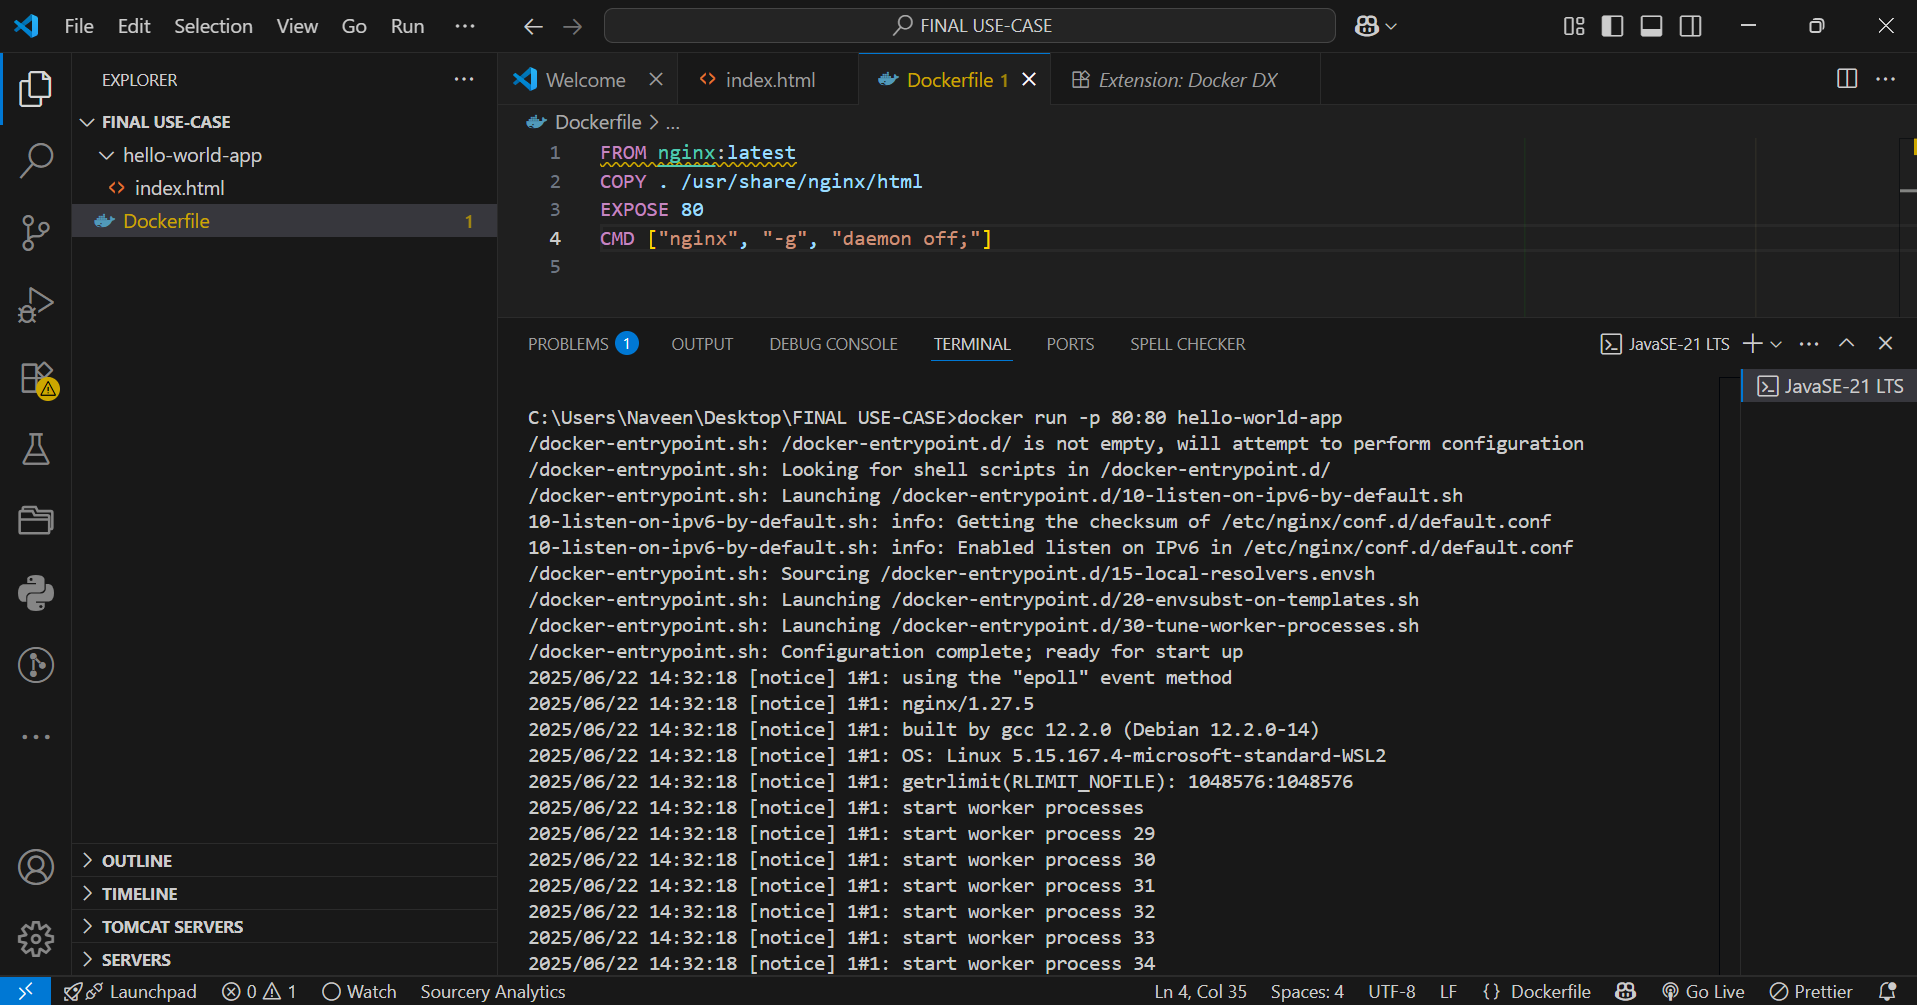 File Edit Selection View Go Run ··· FINAL USE-CASE
EXPLORER ···
FINAL USE-CASE
hello-world-app
index.html
Dockerfile 1
OUTLINE
TIMELINE
TOMCAT SERVERS
SERVERS
Welcome index.html Dockerfile 1 Extension: Docker DX
Dockerfile > ...
1 FROM nginx:latest
2 COPY . /usr/share/nginx/html
3 EXPOSE 80
4 CMD ["nginx", "-g", "daemon off;"]
5
PROBLEMS 1 OUTPUT DEBUG CONSOLE TERMINAL PORTS SPELL CHECKER JavaSE-21 LTS
JavaSE-21 LTS
C:\Users\Naveen\Desktop\FINAL USE-CASE>docker run -p 80:80 hello-world-app
/docker-entrypoint.sh: /docker-entrypoint.d/ is not empty, will attempt to perform configuration
/docker-entrypoint.sh: Looking for shell scripts in /docker-entrypoint.d/
/docker-entrypoint.sh: Launching /docker-entrypoint.d/10-listen-on-ipv6-by-default.sh
10-listen-on-ipv6-by-default.sh: info: Getting the checksum of /etc/nginx/conf.d/default.conf
10-listen-on-ipv6-by-default.sh: info: Enabled listen on IPv6 in /etc/nginx/conf.d/default.conf
/docker-entrypoint.sh: Sourcing /docker-entrypoint.d/15-local-resolvers.envsh
/docker-entrypoint.sh: Launching /docker-entrypoint.d/20-envsubst-on-templates.sh
/docker-entrypoint.sh: Launching /docker-entrypoint.d/30-tune-worker-processes.sh
/docker-entrypoint.sh: Configuration complete; ready for start up
2025/06/22 14:32:18 [notice] 1#1: using the "epoll" event method
2025/06/22 14:32:18 [notice] 1#1: nginx/1.27.5
2025/06/22 14:32:18 [notice] 1#1: built by gcc 12.2.0 (Debian 12.2.0-14)
2025/06/22 14:32:18 [notice] 1#1: OS: Linux 5.15.167.4-microsoft-standard-WSL2
2025/06/22 14:32:18 [notice] 1#1: getrlimit(RLIMIT_NOFILE): 1048576:1048576
2025/06/22 14:32:18 [notice] 1#1: start worker processes
2025/06/22 14:32:18 [notice] 1#1: start worker process 29
2025/06/22 14:32:18 [notice] 1#1: start worker process 30
2025/06/22 14:32:18 [notice] 1#1: start worker process 31
2025/06/22 14:32:18 [notice] 1#1: start worker process 32
2025/06/22 14:32:18 [notice] 1#1: start worker process 33
2025/06/22 14:32:18 [notice] 1#1: start worker process 34
Launchpad 0 1 Watch Sourcery Analytics Ln 4, Col 35 Spaces: 4 UTF-8 LF {} Dockerfile Go Live Prettier